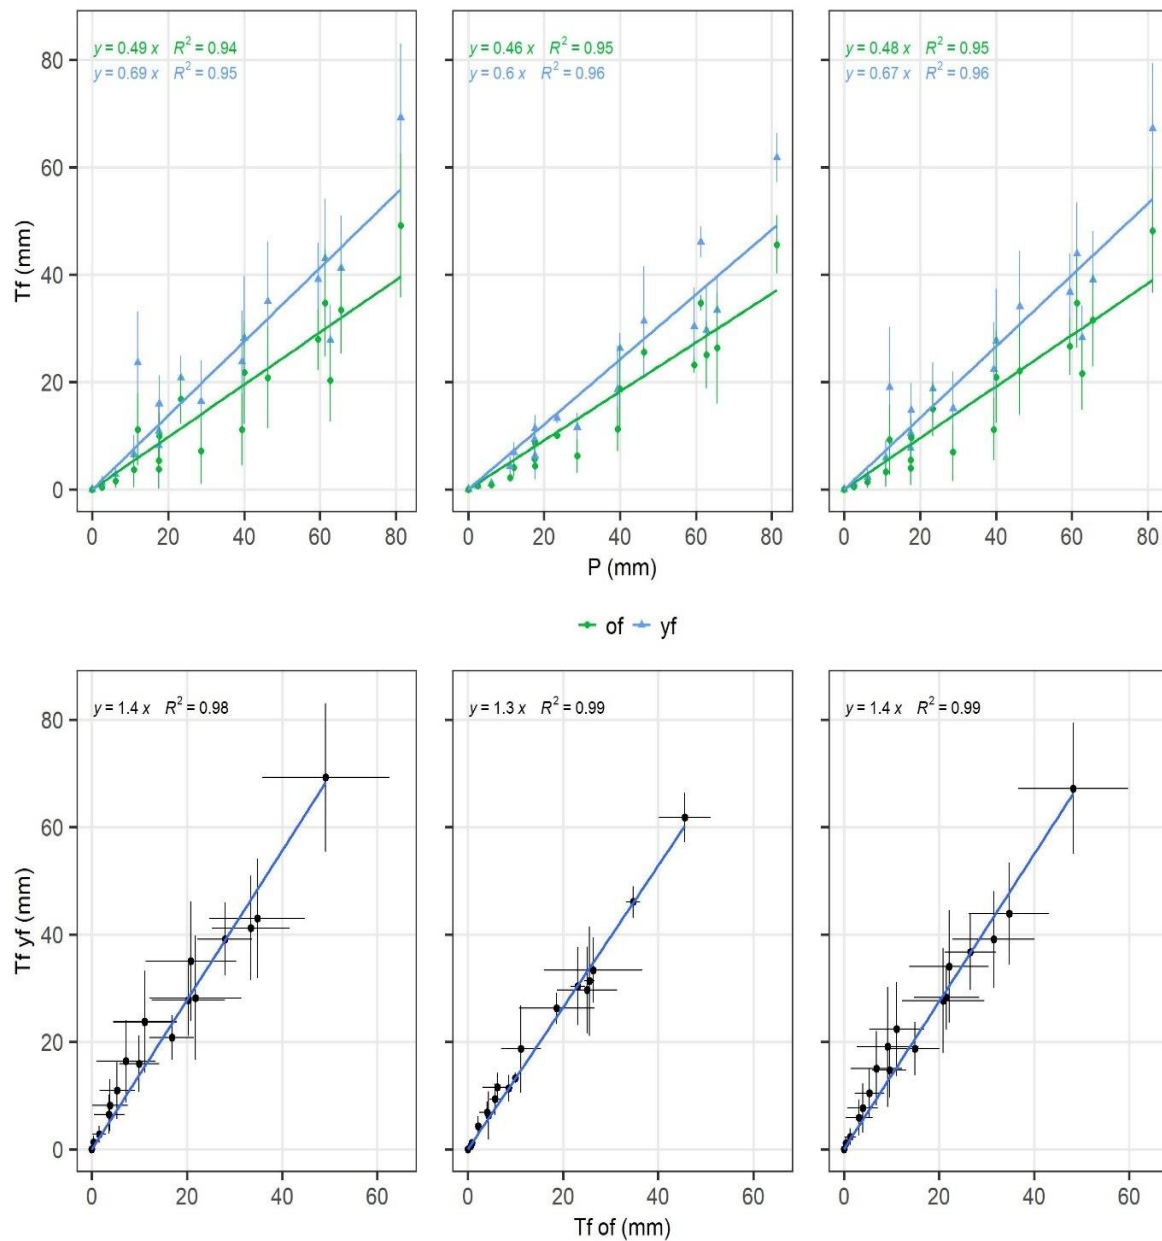 y = 0.49 x R² = 0.94
y = 0.69 x R² = 0.95
y = 0.46 x R² = 0.95
y = 0.6 x R² = 0.96
y = 0.48 x R² = 0.95
y = 0.67 x R² = 0.96
80
60
40
20
0
Tf (mm)
0 20 40 60 80
0 20 40 60 80
0 20 40 60 80
P (mm)
of yf
y = 1.4 x R² = 0.98
y = 1.3 x R² = 0.99
y = 1.4 x R² = 0.99
80
60
40
20
0
Tf yf (mm)
0 20 40 60
0 20 40 60
0 20 40 60
Tf of (mm)